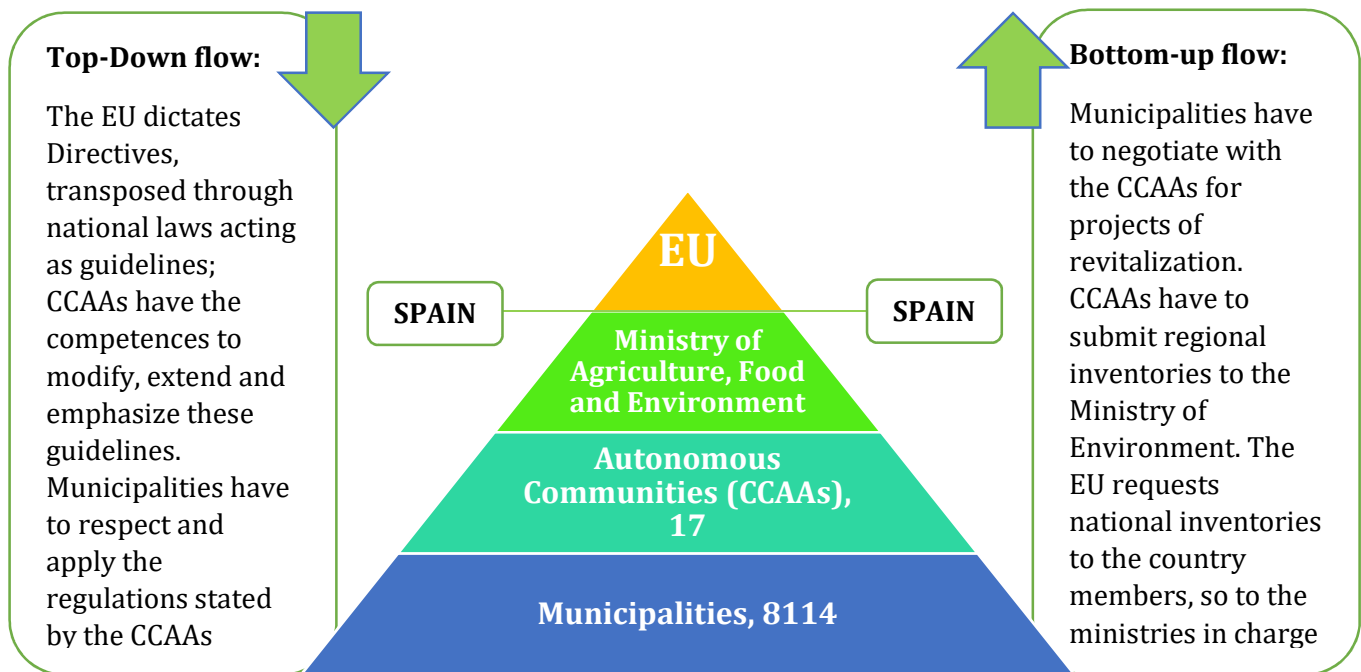 Top-Down flow:
The EU dictates
Directives,
transposed through
national laws acting
as guidelines;
CCAAs have the
competences to
modify, extend and
emphasize these
guidelines.
Municipalities have
to respect and
apply the
regulations stated
by the CCAAs
EU
SPAIN
SPAIN
Ministry of
Agriculture, Food
and Environment
Autonomous
Communities (CCAAs),
17
Municipalities, 8114
Bottom-up flow:
Municipalities have
to negotiate with
the CCAAs for
projects of
revitalization.
CCAAs have to
submit regional
inventories to the
Ministry of
Environment. The
EU requests
national inventories
to the country
members, so to the
ministries in charge